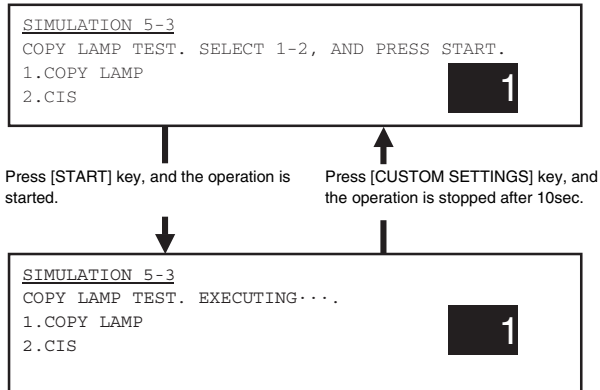 SIMULATION 5-3
COPY LAMP TEST. SELECT 1-2, AND PRESS START.
1.COPY LAMP
2.CIS
1
Press [START] key, and the operation is
started.
Press [CUSTOM SETTINGS] key, and
the operation is stopped after 10sec.
SIMULATION 5-3
COPY LAMP TEST. EXECUTING···.
1.COPY LAMP
2.CIS
1